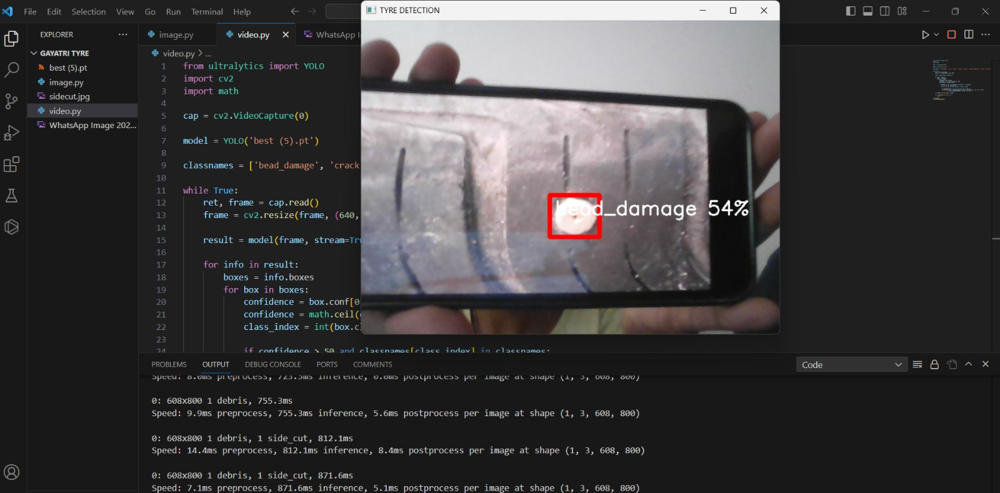 File Edit Selection View Go Run Terminal Help
TYRE DETECTION
EXPLORER
GAYATRI TYRE
best (5).pt
image.py
sidecut.jpg
video.py
WhatsApp Image 202...
image.py
video.py
WhatsApp I
video.py > ...
1 from ultralytics import YOLO
2 import cv2
3 import math
4
5 cap = cv2.VideoCapture(0)
6
7 model = YOLO('best (5).pt')
8
9 classnames = ['bead_damage', 'crack
10
11 while True:
12 ret, frame = cap.read()
13 frame = cv2.resize(frame, (640,
14
15 result = model(frame, stream=Tru
16
17 for info in result:
18 boxes = info.boxes
19 for box in boxes:
20 confidence = box.conf[0
21 confidence = math.ceil(
22 class_index = int(box.cl
23
24 if confidence > 50 and classnames[class_index] in classnames:
bead_damage 54%
PROBLEMS OUTPUT DEBUG CONSOLE PORTS COMMENTS
Code
Speed: 8.0ms preprocess, 723.5ms inference, 0.0ms postprocess per image at shape (1, 3, 608, 800)
0: 608x800 1 debris, 755.3ms
Speed: 9.9ms preprocess, 755.3ms inference, 5.6ms postprocess per image at shape (1, 3, 608, 800)
0: 608x800 1 debris, 1 side_cut, 812.1ms
Speed: 14.4ms preprocess, 812.1ms inference, 8.4ms postprocess per image at shape (1, 3, 608, 800)
0: 608x800 1 debris, 1 side_cut, 871.6ms
Speed: 7.1ms preprocess, 871.6ms inference, 5.1ms postprocess per image at shape (1, 3, 608, 800)